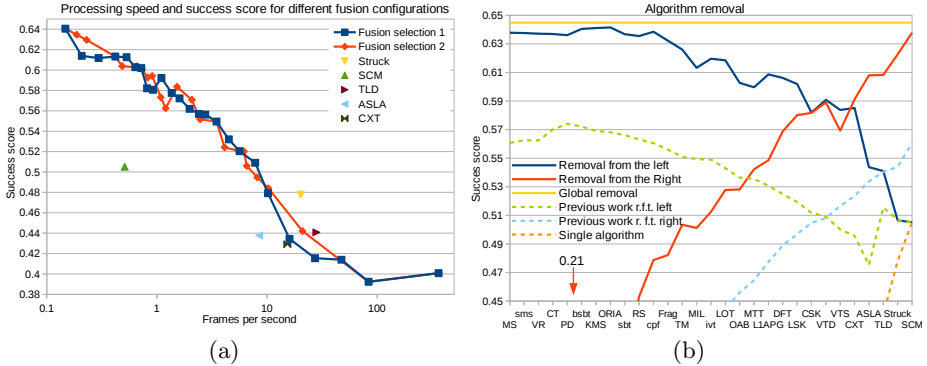 Processing speed and success score for different fusion configurations
Success score
0.64
0.62
0.6
0.58
0.56
0.54
0.52
0.5
0.48
0.46
0.44
0.42
0.4
0.38
Fusion selection 1
Fusion selection 2
Struck
SCM
TLD
ASLA
CXT
0.1
1
10
100
Frames per second
(a)
Algorithm removal
Succes score
0.65
0.63
0.61
0.59
0.57
0.55
0.53
0.51
0.49
0.47
0.45
Removal from the left
Removal from the Right
Global removal
Previous work r.f.t. left
Previous work r. f.t. right
Single algorithm
0.21
sms CT bsbt ORIA RS Frag MIL LOT MTT DFT CSK VTS ASLA Struck
MS VR PD KMS sbt cpf TM ivt OAB L1APG LSK VTD CXT TLD SCM
(b)